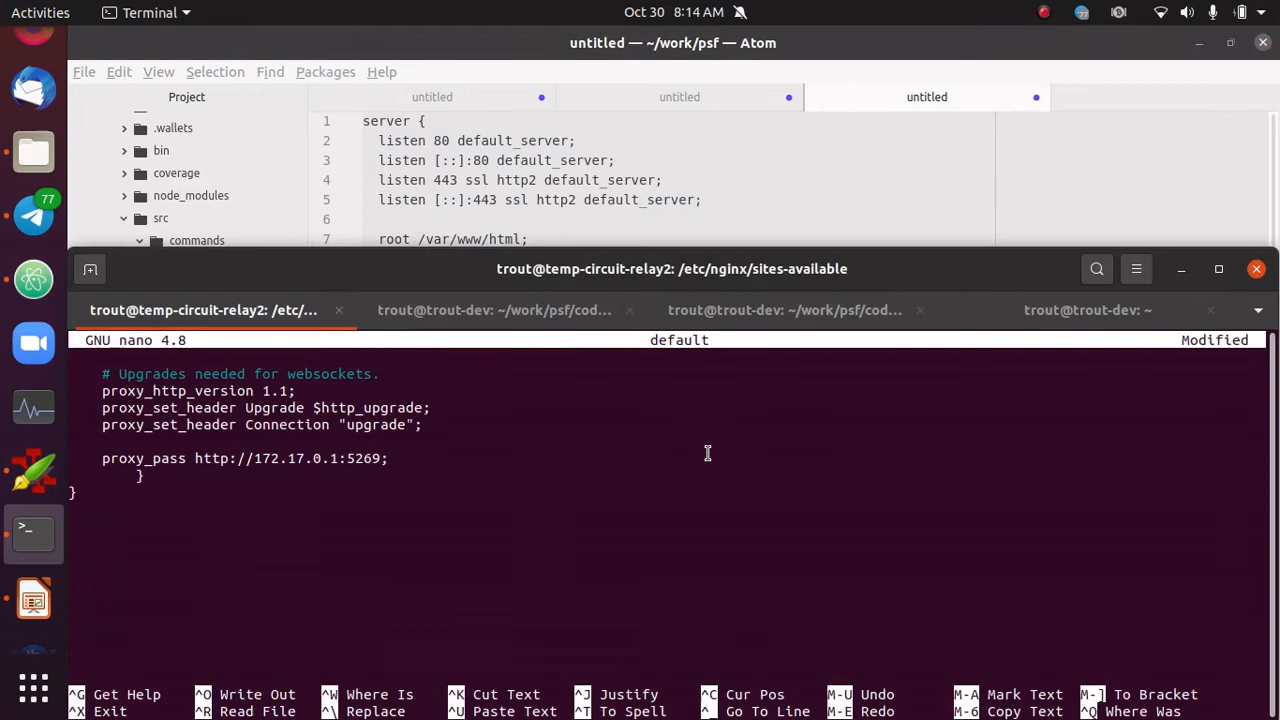 Activities
Terminal
Oct 30 8:14 AM
77
untitled — ~/work/psf — Atom
File Edit View Selection Find Packages Help
Project
untitled
untitled
untitled
.wallets
bin
coverage
node_modules
src
commands
1 server {
2 listen 80 default_server;
3 listen [::]:80 default_server;
4 listen 443 ssl http2 default_server;
5 listen [::]:443 ssl http2 default_server;
6
7 root /var/www/html;
77
trout@temp-circuit-relay2: /etc/nginx/sites-available
trout@temp-circuit-relay2: /etc/...
trout@trout-dev: ~/work/psf/cod...
trout@trout-dev: ~/work/psf/cod...
trout@trout-dev: ~
GNU nano 4.8 default Modified
# Upgrades needed for websockets.
proxy_http_version 1.1;
proxy_set_header Upgrade $http_upgrade;
proxy_set_header Connection "upgrade";
proxy_pass http://172.17.0.1:5269;
}
}
^G Get Help ^O Write Out ^W Where Is ^K Cut Text ^J Justify ^C Cur Pos M-U Undo M-A Mark Text M-] To Bracket
^X Exit ^R Read File ^\ Replace ^U Paste Text ^T To Spell ^_ Go To Line M-E Redo M-6 Copy Text ^Q Where Was